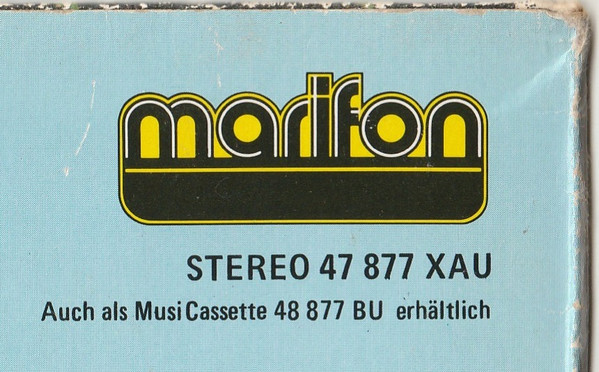 marifon
STEREO 47 877 XAU
Auch als MusiCassette 48 877 BU erhältlich